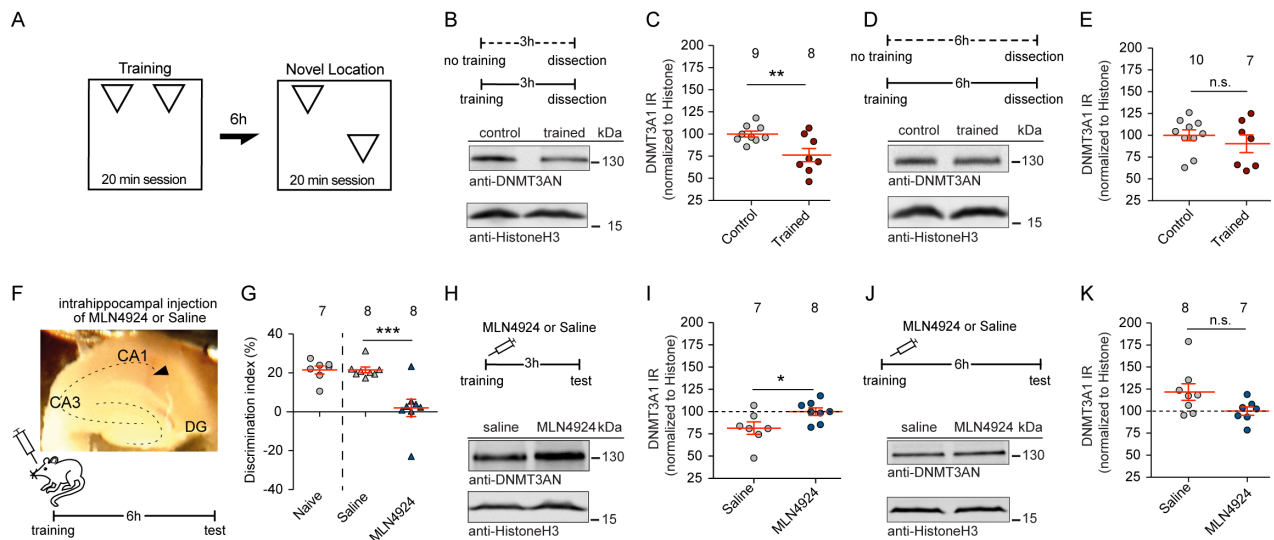 A
Training
Novel Location
6h
20 min session
20 min session
B
3h
no training
dissection
3h
training
dissection
control
trained
kDa
130
anti-DNMT3AN
15
anti-HistoneH3
C
DNMT3A1 IR
(normalized to Histone)
200
175
150
125
100
75
50
25
9
8
**
Control
Trained
D
6h
no training
dissection
6h
training
dissection
control
trained
kDa
130
anti-DNMT3AN
15
anti-HistoneH3
E
DNMT3A1 IR
(normalized to Histone)
200
175
150
125
100
75
50
25
10
7
n.s.
Control
Trained
F
intrahippocampal injection
of MLN4924 or Saline
CA1
CA3
DG
6h
training
test
G
Discrimination index (%)
40
20
0
-20
-40
7
8
8
***
Naive
Saline
MLN4924
H
MLN4924 or Saline
3h
training
test
saline
MLN4924
kDa
130
anti-DNMT3AN
15
anti-HistoneH3
I
DNMT3A1 IR
(normalized to Histone)
200
175
150
125
100
75
50
25
7
8
*
Saline
MLN4924
J
MLN4924 or Saline
6h
training
test
saline
MLN4924
kDa
130
anti-DNMT3AN
15
anti-HistoneH3
K
DNMT3A1 IR
(normalized to Histone)
200
175
150
125
100
75
50
25
8
7
n.s.
Saline
MLN4924